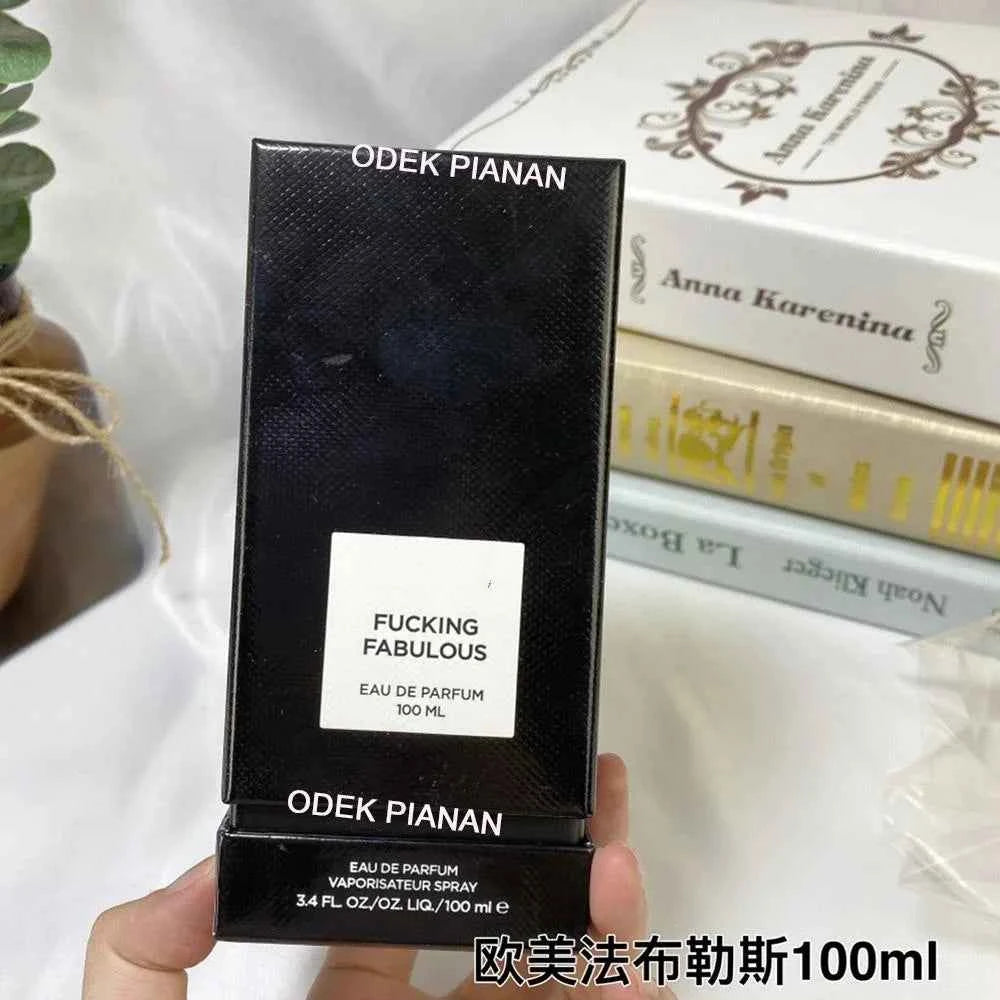 ODEK PIANAN
Anna Karenina
Anna Karenina
FUCKING
FABULOUS
EAU DE PARFUM
100 ML
La Boxe
Noah Klieger
ODEK PIANAN
EAU DE PARFUM
VAPORISATEUR SPRAY
3.4 FL. OZ./OZ. LIQ./100 ml e
欧美法布勒斯100ml